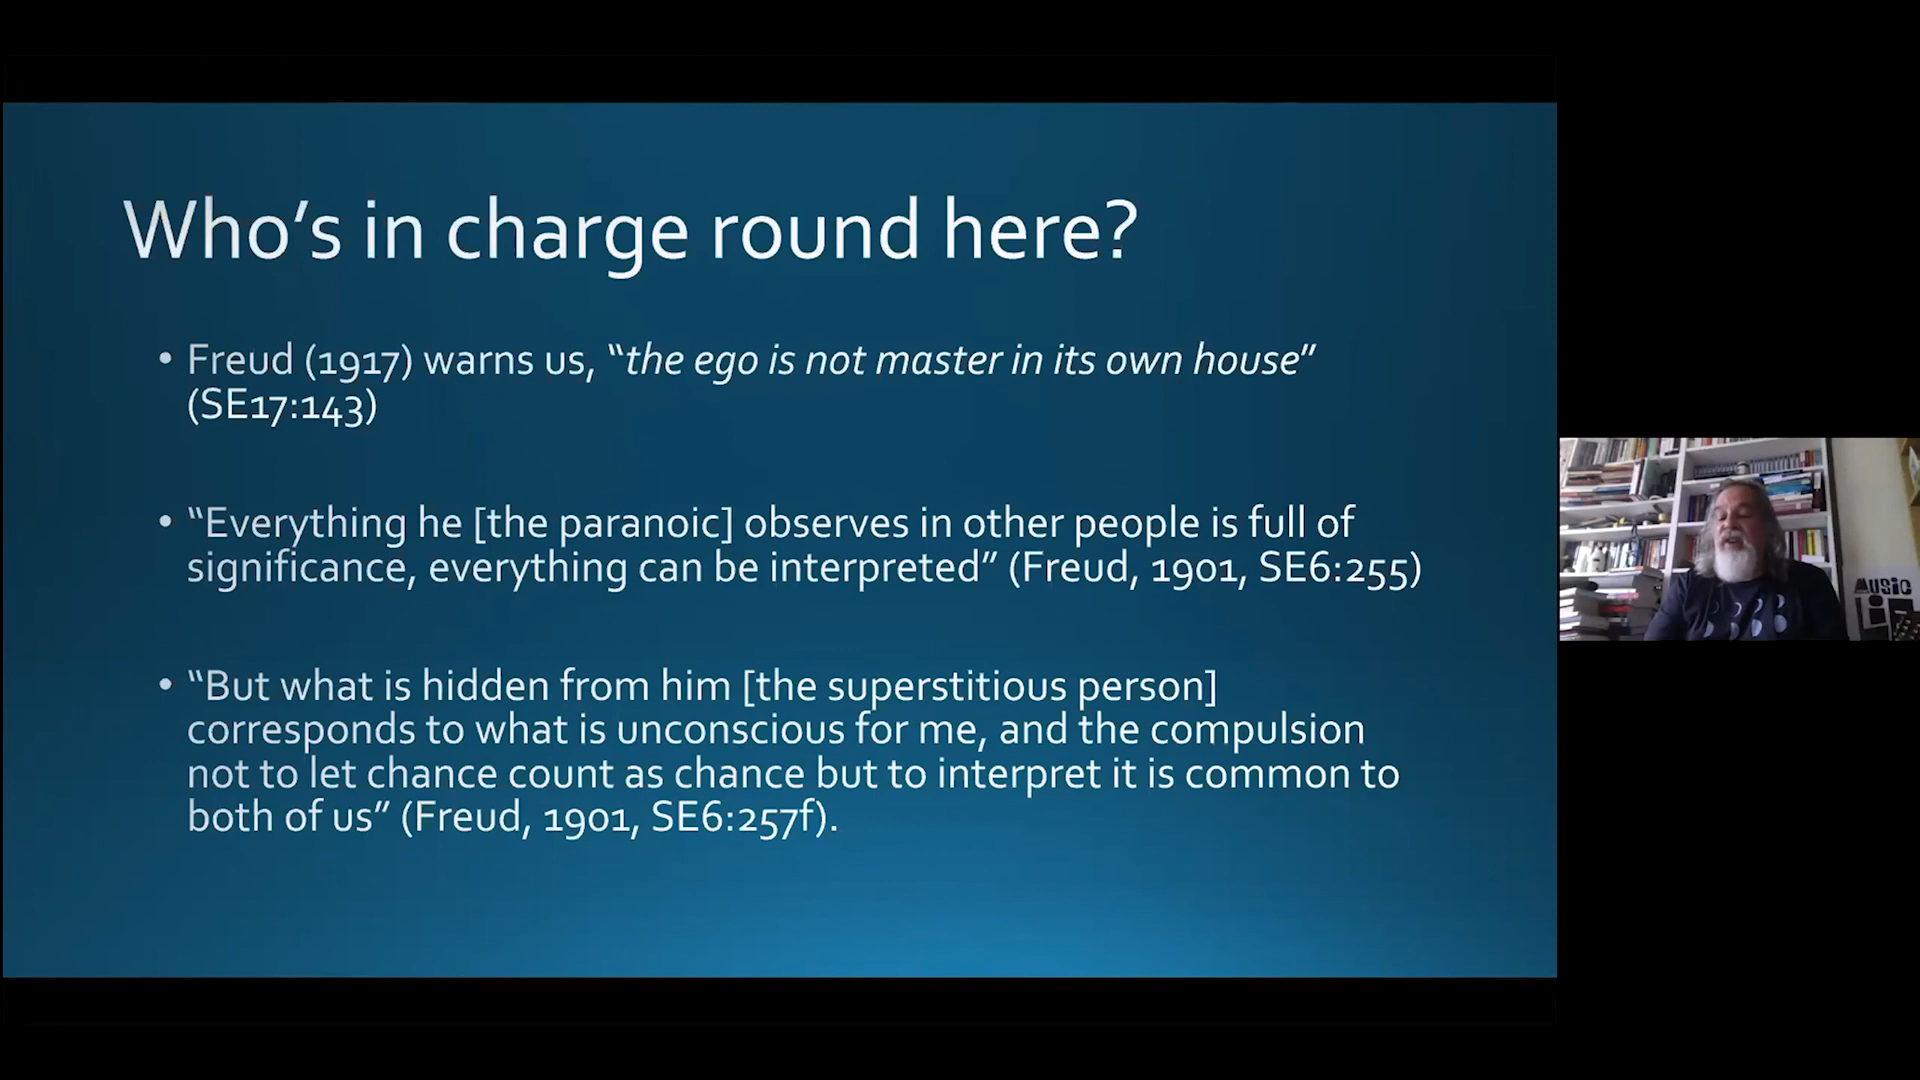 Who’s in charge round here?
• Freud (1917) warns us, “the ego is not master in its own house”
(SE17:143)
• “Everything he [the paranoic] observes in other people is full of
significance, everything can be interpreted” (Freud, 1901, SE6:255)
• “But what is hidden from him [the superstitious person]
corresponds to what is unconscious for me, and the compulsion
not to let chance count as chance but to interpret it is common to
both of us” (Freud, 1901, SE6:257f).
MUSIC